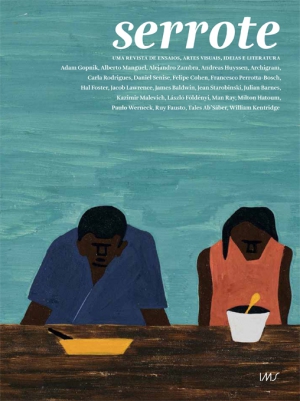 serrote
UMA REVISTA DE ENSAIOS, ARTES VISUAIS, IDEIAS E LITERATURA
Adam Gopnik, Alberto Manguel, Alejandro Zambra, Andreas Huyssen, Archigram,
Carla Rodrigues, Daniel Senise, Felipe Cohen, Francesco Perrotta-Bosch,
Hal Foster, Jacob Lawrence, James Baldwin, Jean Starobinski, Julian Barnes,
Kazimir Malevich, László Földényi, Man Ray, Milton Hatoum,
Paulo Werneck, Ruy Fausto, Tales Ab'Sáber, William Kentridge
IMS